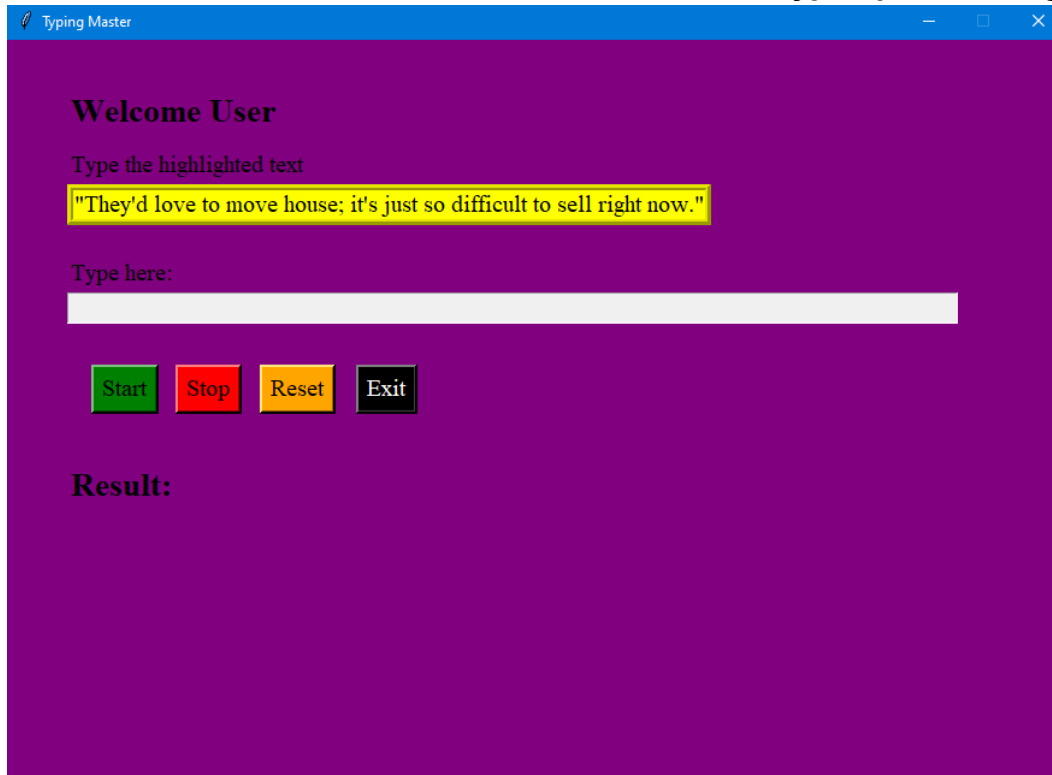 Typing Master
Welcome User
Type the highlighted text
"They'd love to move house; it's just so difficult to sell right now."
Type here:
Start Stop Reset Exit
Result: